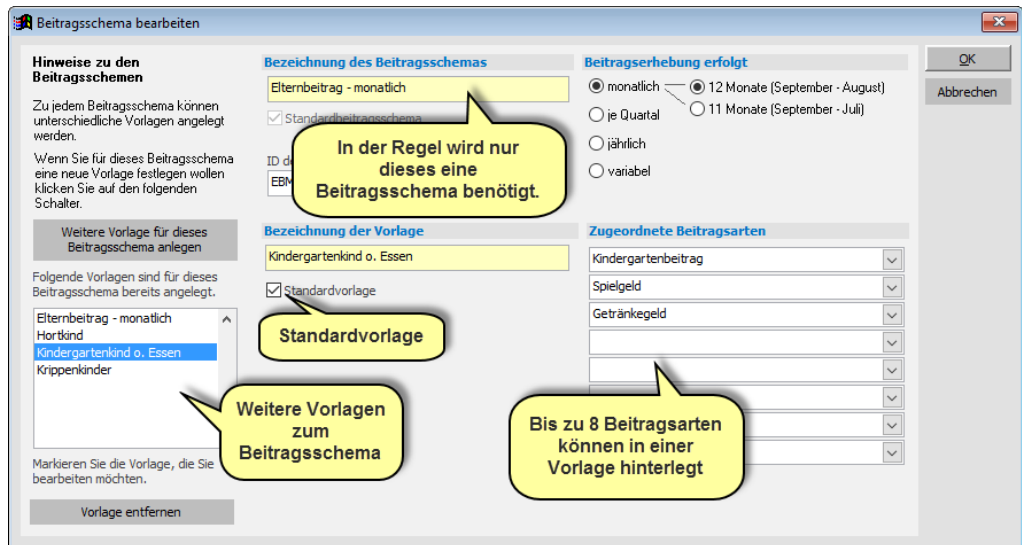 Beitragsschema bearbeiten
Hinweise zu den
Beitragsschemen
Zu jedem Beitragsschema können
unterschiedliche Vorlagen angelegt
werden.
Wenn Sie für dieses Beitragsschema
eine neue Vorlage festlegen wollen
klicken Sie auf den folgenden
Schalter.
Weitere Vorlage für dieses
Beitragsschema anlegen
Folgende Vorlagen sind für dieses
Beitragsschema bereits angelegt.
Elternbeitrag - monatlich
Hortkind
Kindergartenkind o. Essen
Krippenkinder
Markieren Sie die Vorlage, die Sie
bearbeiten möchten.
Vorlage entfernen
Bezeichnung des Beitragsschemas
Elternbeitrag - monatlich
Standardbeitragsschema
ID
In der Regel wird nur
dieses eine
Beitragsschema benötigt.
Bezeichnung der Vorlage
Kindergartenkind o. Essen
Standardvorlage
Standardvorlage
Weitere Vorlagen
zum
Beitragsschema
Beitragserhebung erfolgt
monatlich
12 Monate (September - August)
11 Monate (September - Juli)
je Quartal
jährlich
variabel
Zugeordnete Beitragsarten
Kindergartenbeitrag
Spielgeld
Getränkegeld
Bis zu 8 Beitragsarten
können in einer
Vorlage hinterlegt
OK
Abbrechen